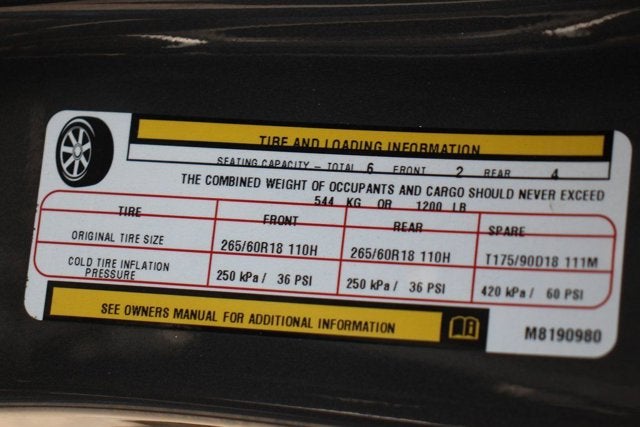 TIRE AND LOADING INFORMATION
SEATING CAPACITY – TOTAL 6 FRONT 2 REAR 4
THE COMBINED WEIGHT OF OCCUPANTS AND CARGO SHOULD NEVER EXCEED
544 KG OR 1200 LB
TIRE FRONT REAR SPARE
ORIGINAL TIRE SIZE 265/60R18 110H 265/60R18 110H T175/90D18 111M
COLD TIRE INFLATION
PRESSURE 250 kPa / 36 PSI 250 kPa / 36 PSI 420 kPa / 60 PSI
SEE OWNERS MANUAL FOR ADDITIONAL INFORMATION
M8190980